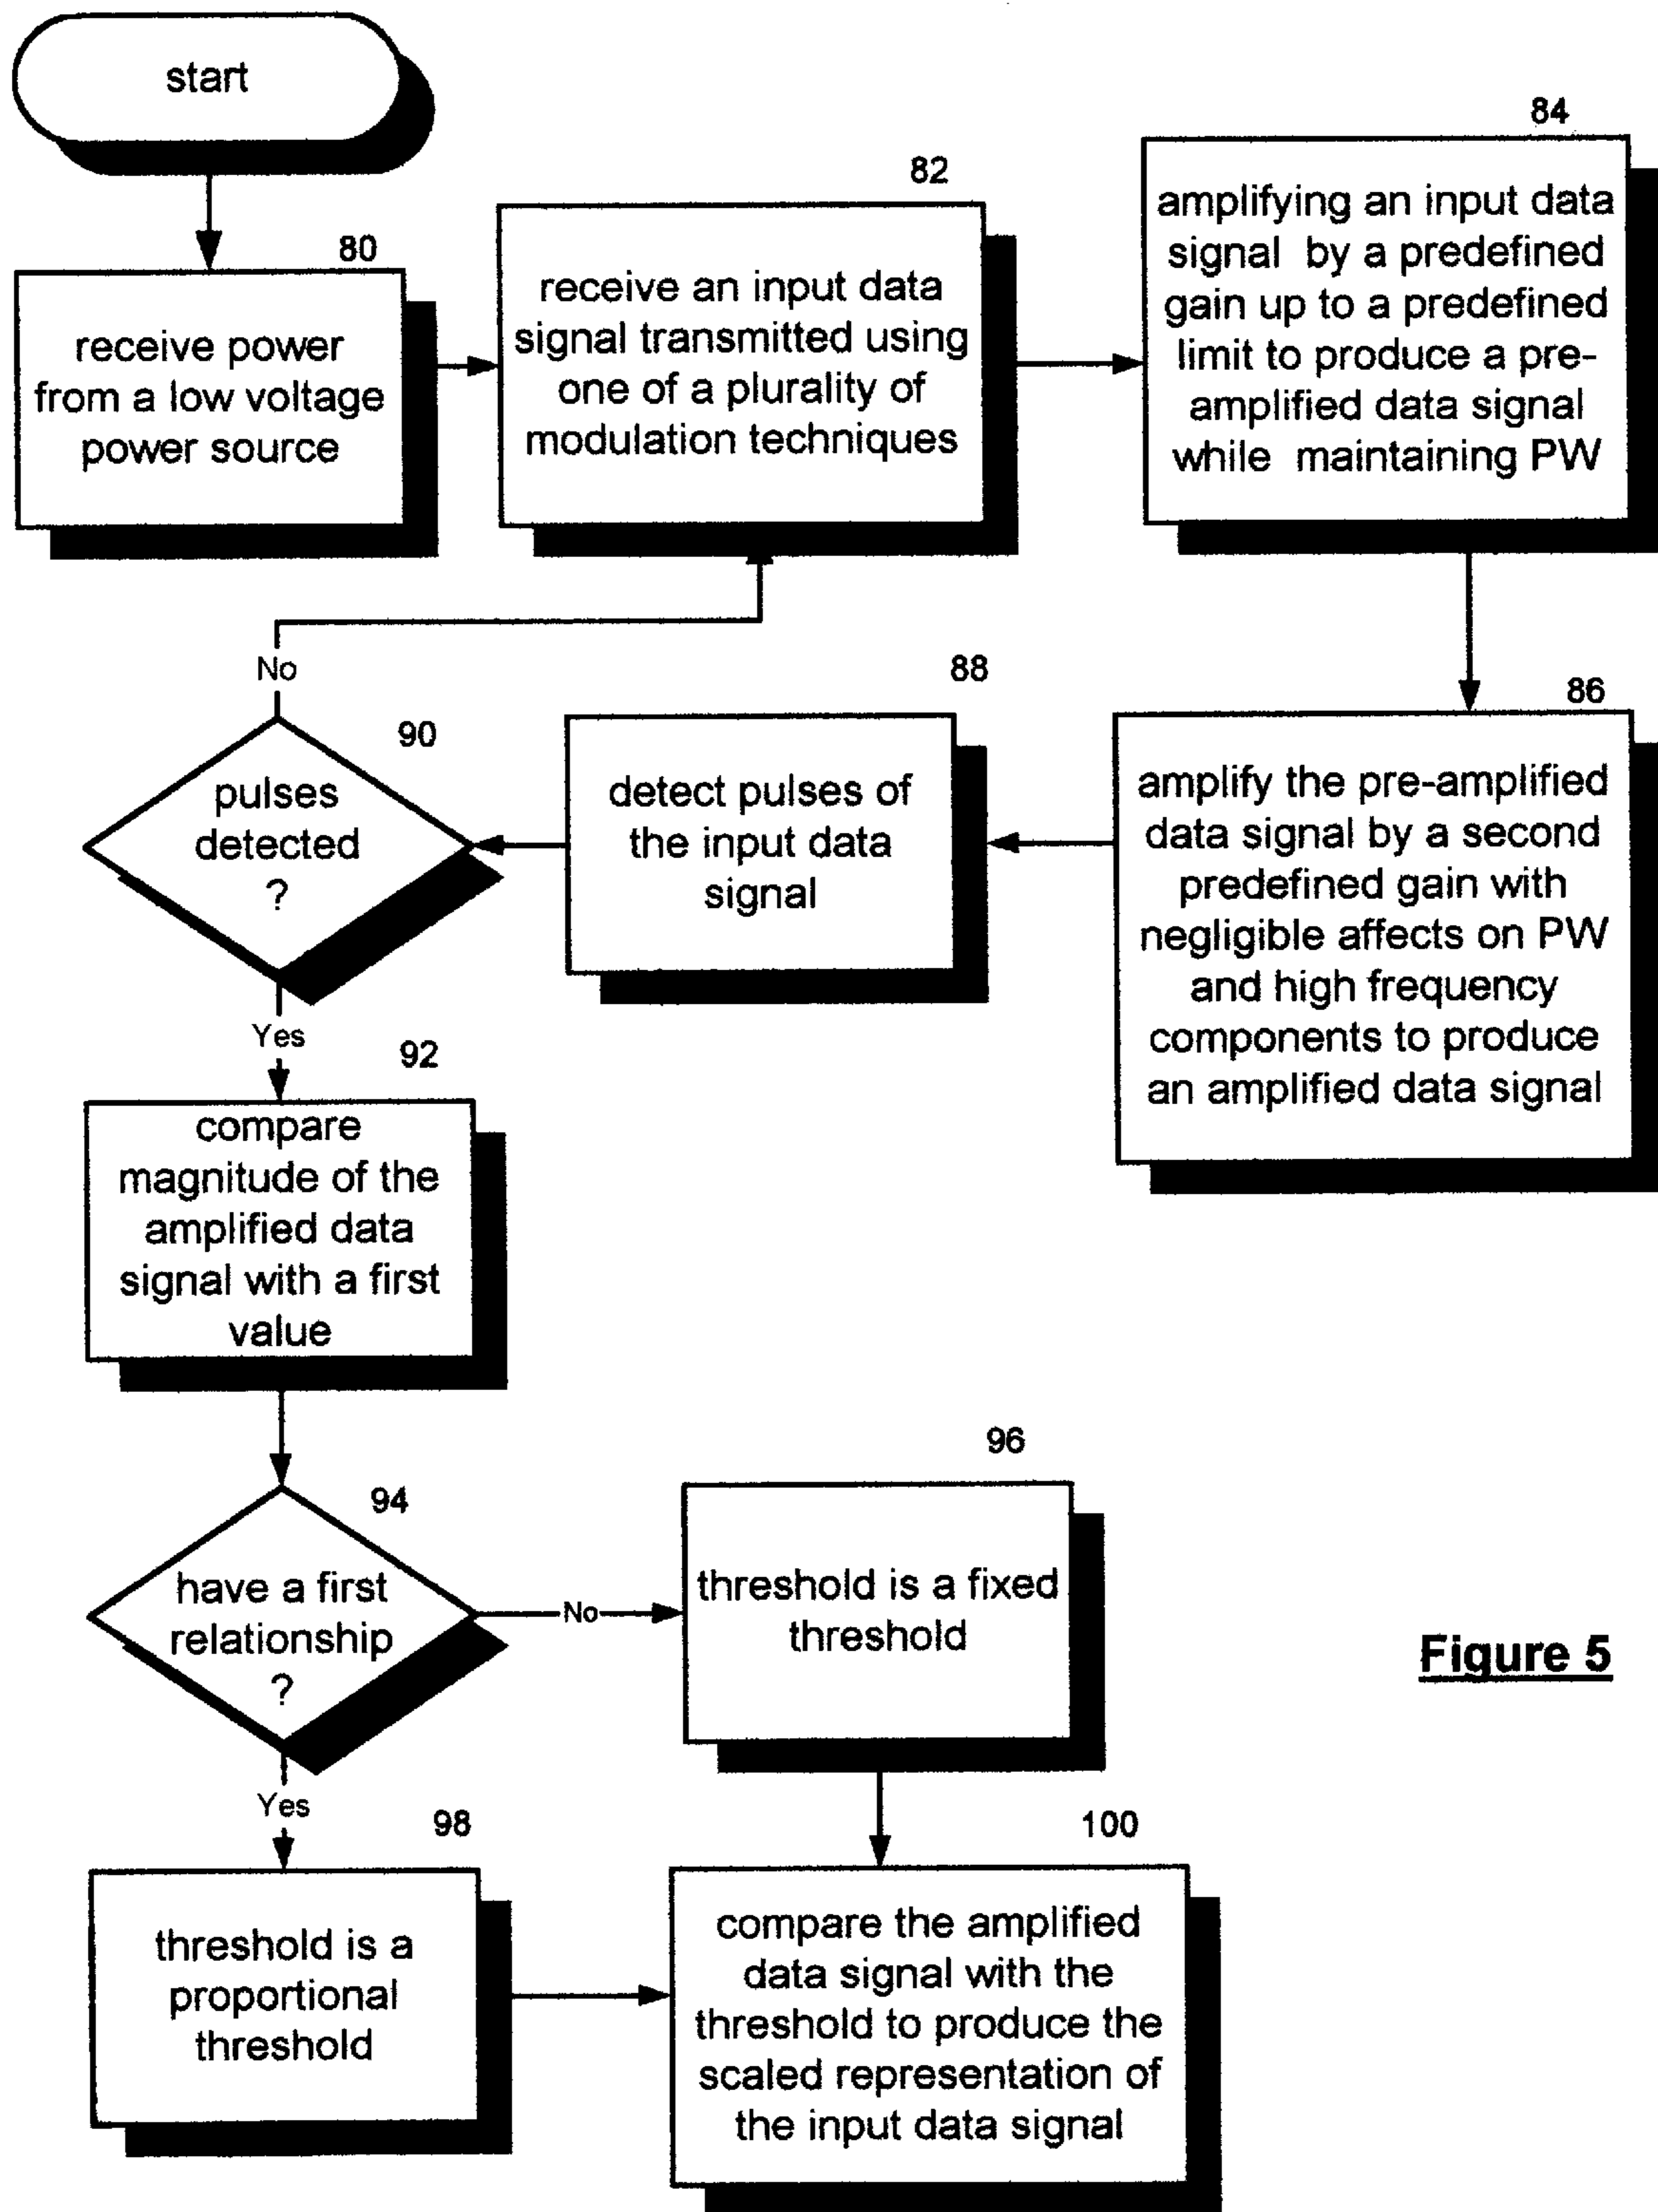 start
80
receive power
from a low voltage
power source
82
receive an input data
signal transmitted using
one of a plurality of
modulation techniques
84
amplifying an input data
signal by a predefined
gain up to a predefined
limit to produce a pre-
amplified data signal
while maintaining PW
86
amplify the pre-amplified
data signal by a second
predefined gain with
negligible affects on PW
and high frequency
components to produce
an amplified data signal
88
detect pulses of
the input data
signal
No
90
pulses
detected
?
Yes
92
compare
magnitude of the
amplified data
signal with a first
value
94
have a first
relationship
?
No
96
threshold is a fixed
threshold
Yes
98
threshold is a
proportional
threshold
100
compare the amplified
data signal with the
threshold to produce the
scaled representation of
the input data signal
Figure 5